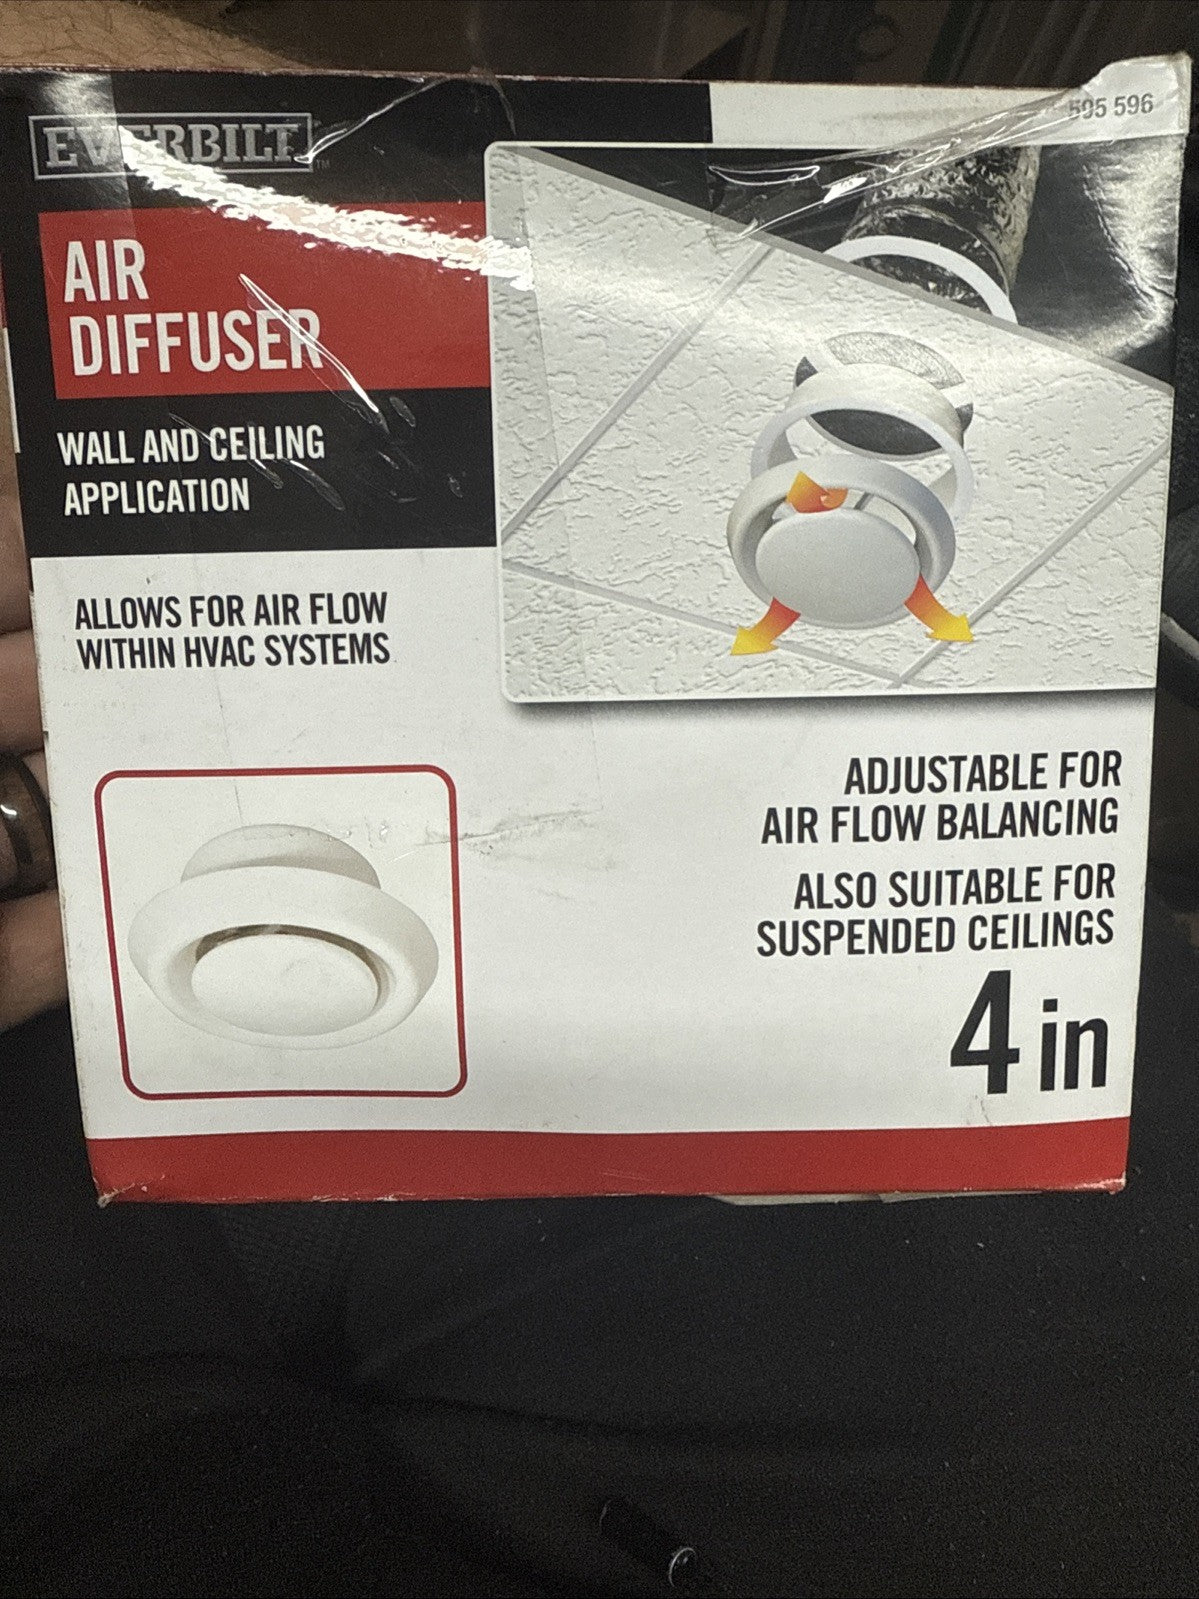 EVERBILT
TM
595 596
AIR
DIFFUSER
WALL AND CEILING
APPLICATION
ALLOWS FOR AIR FLOW
WITHIN HVAC SYSTEMS
ADJUSTABLE FOR
AIR FLOW BALANCING
ALSO SUITABLE FOR
SUSPENDED CEILINGS
4 in